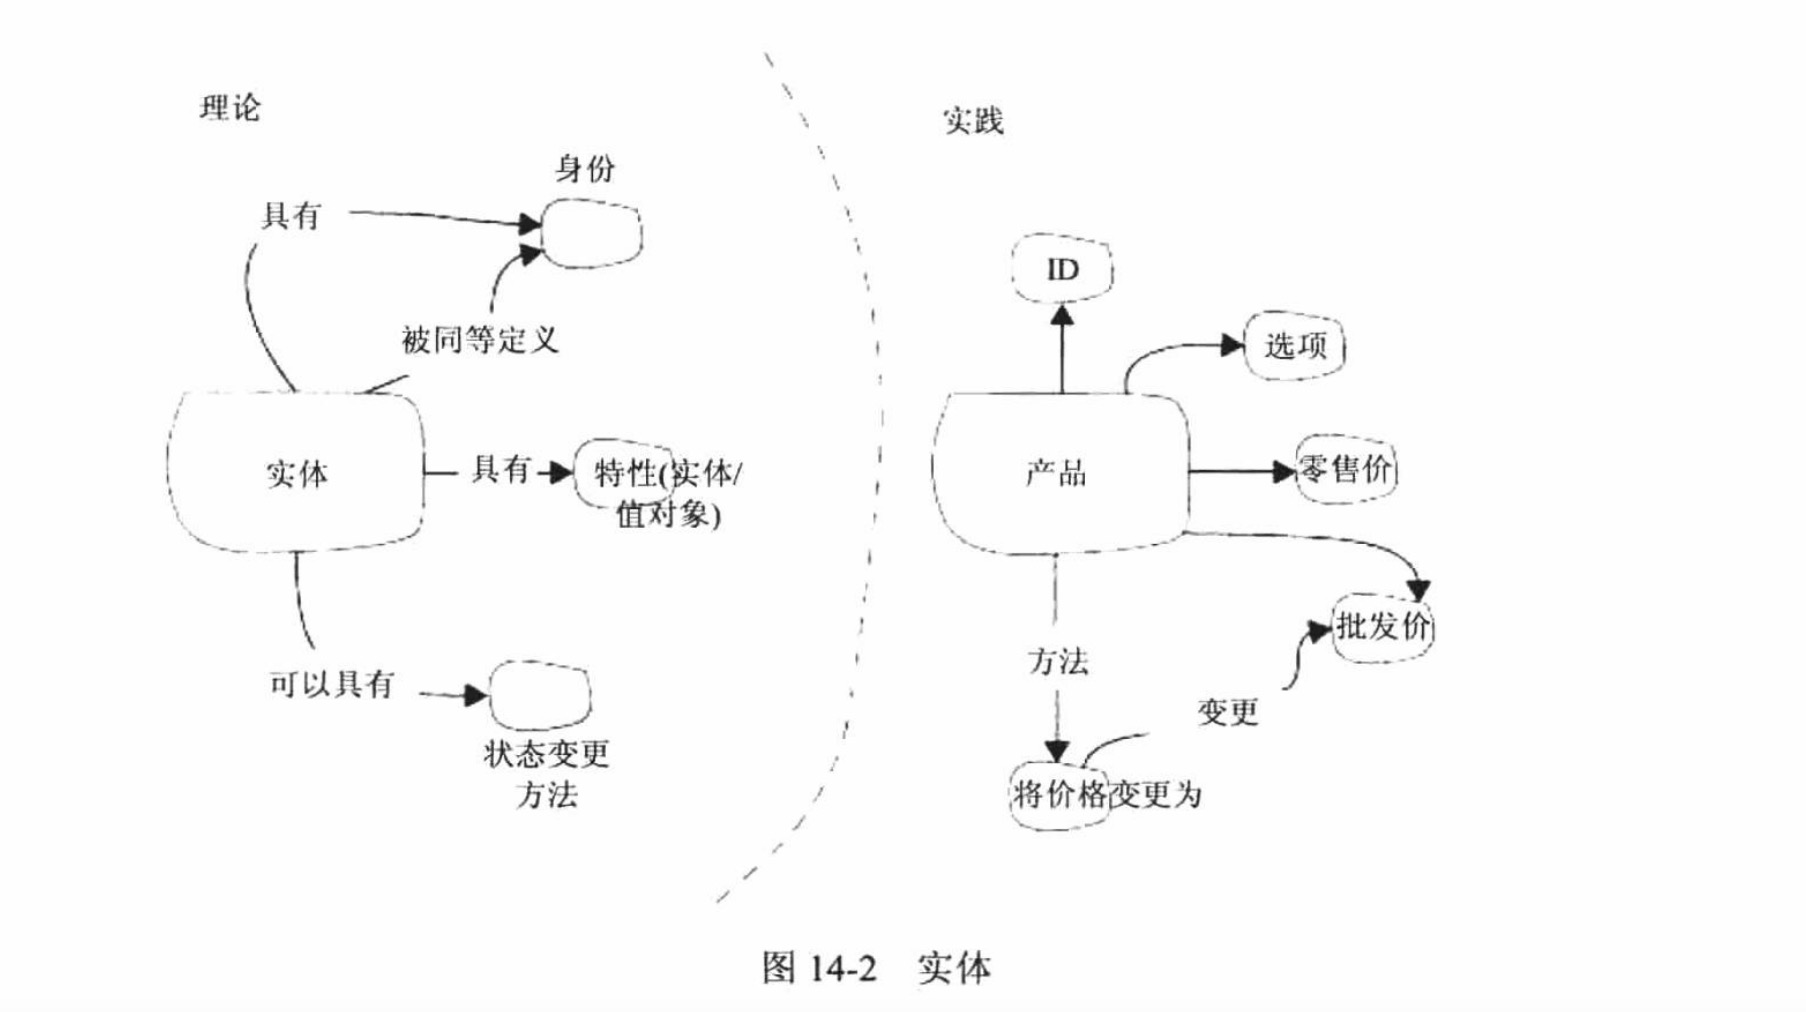 理论
身份
具有
被同等定义
实体
具有
特性(实体/
值对象)
可以具有
状态变更
方法
实践
ID
选项
产品
零售价
批发价
方法
变更
将价格变更为
图 14-2 实体